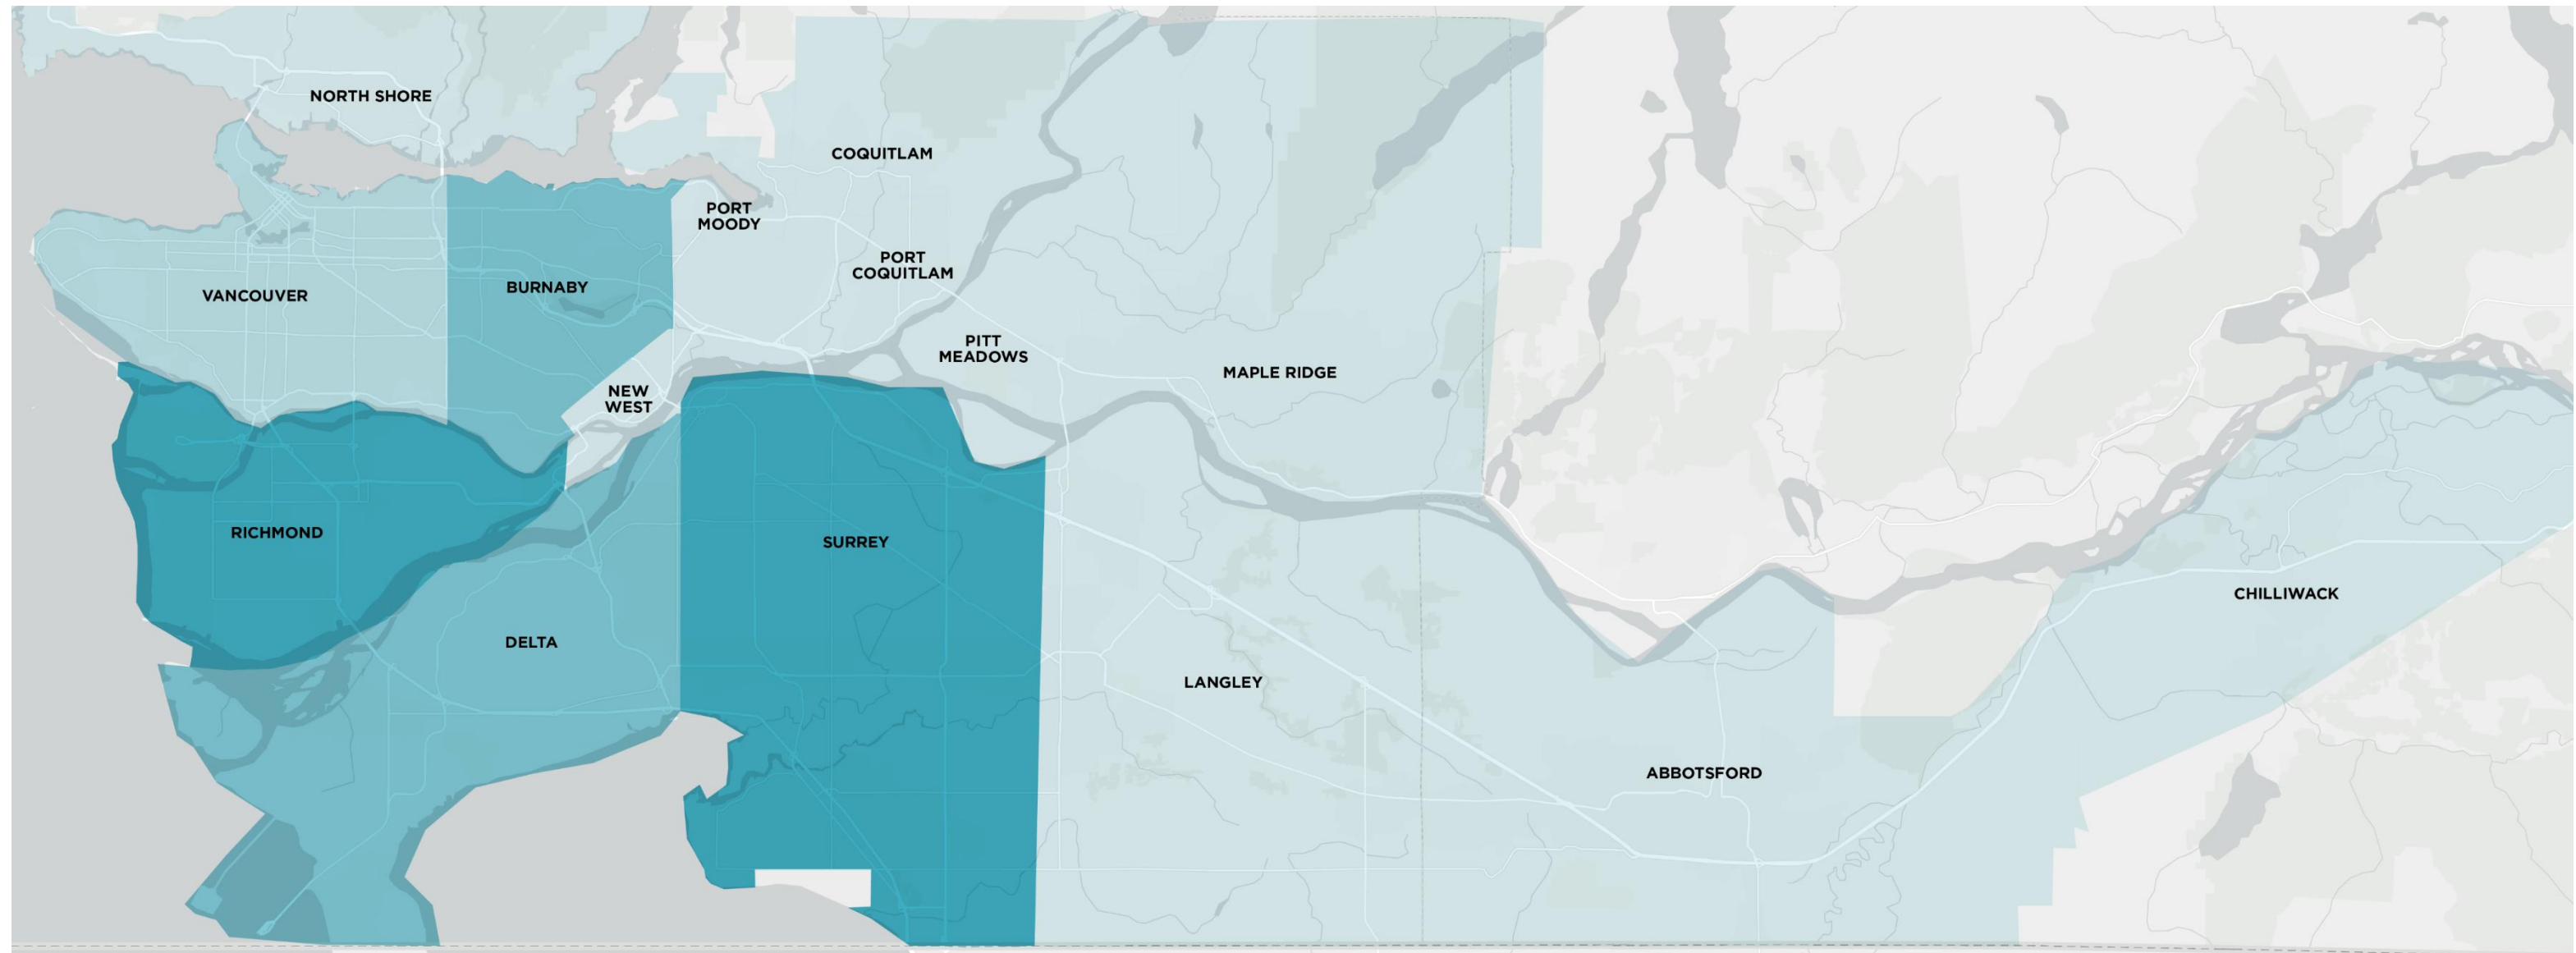 NORTH SHORE
COQUITLAM
PORT
MOODY
PORT
COQUITLAM
VANCOUVER
BURNABY
PITT
MEADOWS
MAPLE RIDGE
NEW
WEST
RICHMOND
SURREY
DELTA
LANGLEY
CHILLIWACK
ABBOTSFORD